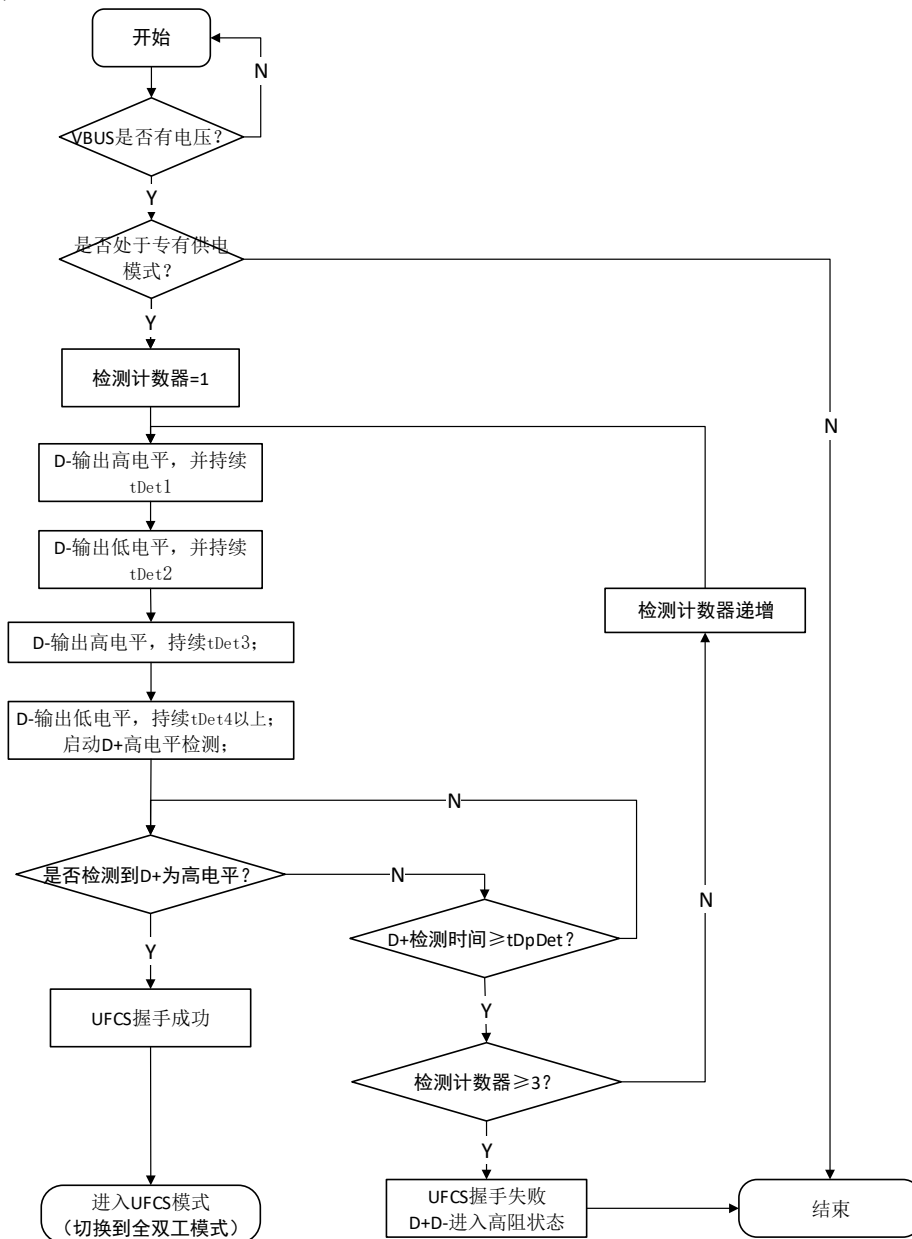 开始
N
VBUS是否有电压？
Y
是否处于专有供电
模式？
Y
检测计数器=1
N
D-输出高电平，并持续
tDet1
D-输出低电平，并持续
tDet2
检测计数器递增
D-输出高电平，持续tDet3；
D-输出低电平，持续tDet4以上；
启动D+高电平检测；
N
是否检测到D+为高电平？
N
N
D+检测时间≥tDpDet？
Y
Y
UFCS握手成功
检测计数器≥3？
Y
进入UFCS模式
（切换到全双工模式）
UFCS握手失败
D+D-进入高阻状态
结束